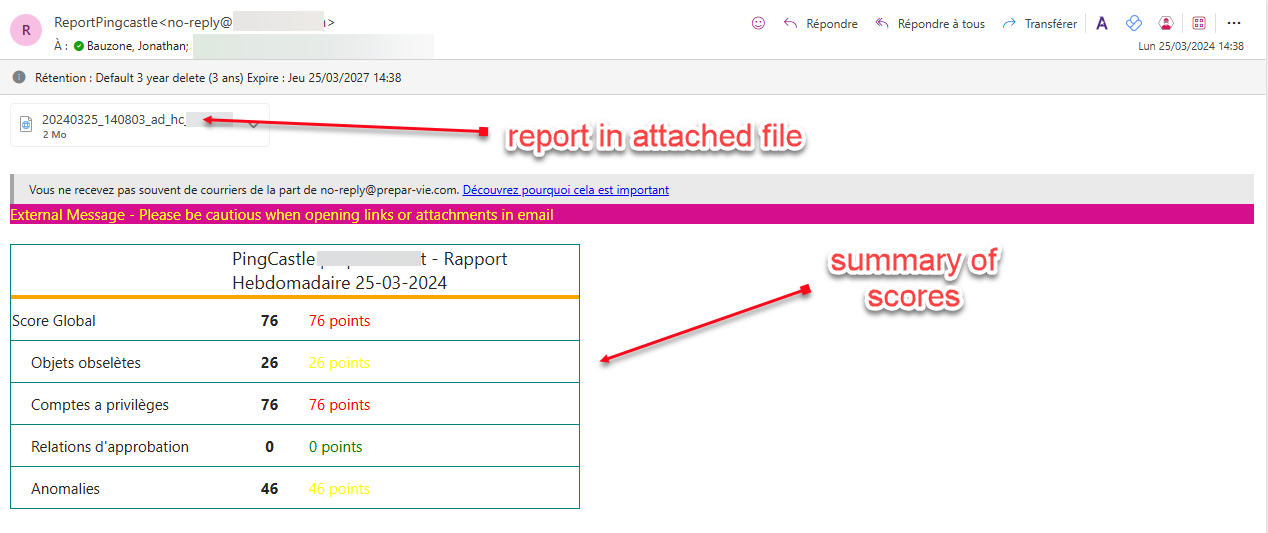 R
ReportPingcastle<no-reply@
>
Répondre
Répondre à tous
Transférer
A
À : Bauzone, Jonathan;
Lun 25/03/2024 14:38
Rétention : Default 3 year delete (3 ans) Expire : Jeu 25/03/2027 14:38
20240325_140803_ad_hc_
2 Mo
report in attached file
Vous ne recevez pas souvent de courriers de la part de no-reply@prepar-vie.com. Découvrez pourquoi cela est important
External Message - Please be cautious when opening links or attachments in email
PingCastle t - Rapport
Hebdomadaire 25-03-2024
summary of
scores
Score Global 76 76 points
Objets obselètes 26 26 points
Comptes a privilèges 76 76 points
Relations d'approbation 0 0 points
Anomalies 46 46 points